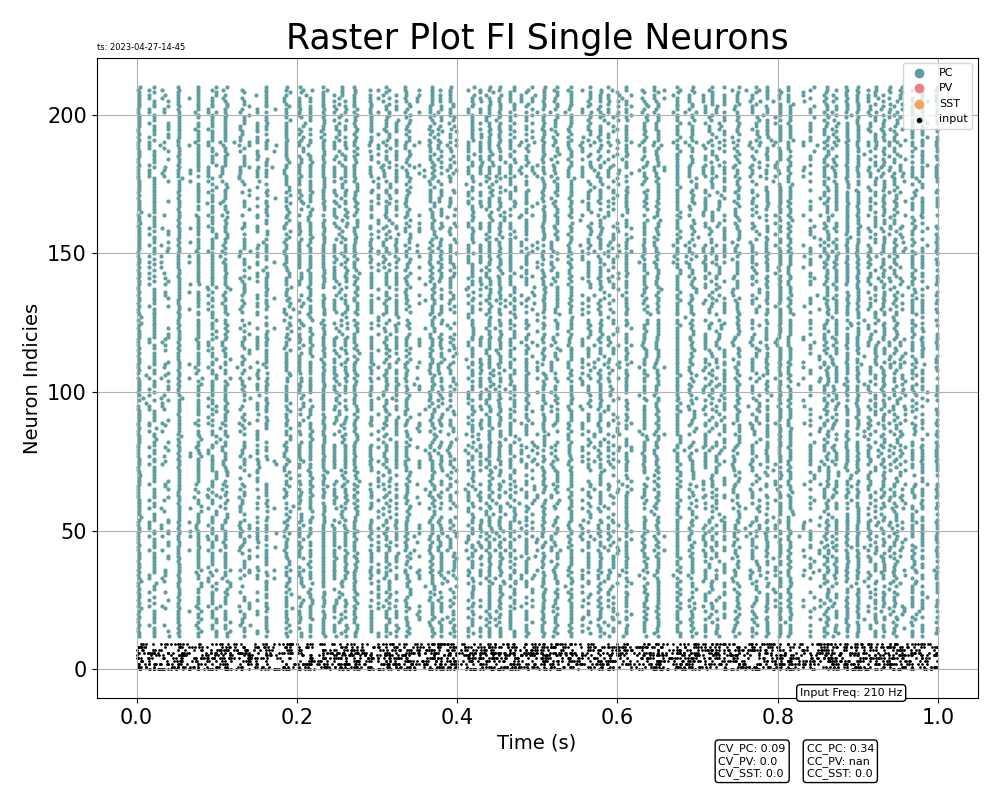 Raster Plot FI Single Neurons
ts: 2023-04-27-14-45
PC
PV
SST
input
200
150
100
50
0
Neuron Indicies
0.0 0.2 0.4 0.6 0.8 1.0
Time (s)
Input Freq: 210 Hz
CV_PC: 0.09
CV_PV: 0.0
CV_SST: 0.0
CC_PC: 0.34
CC_PV: nan
CC_SST: 0.0